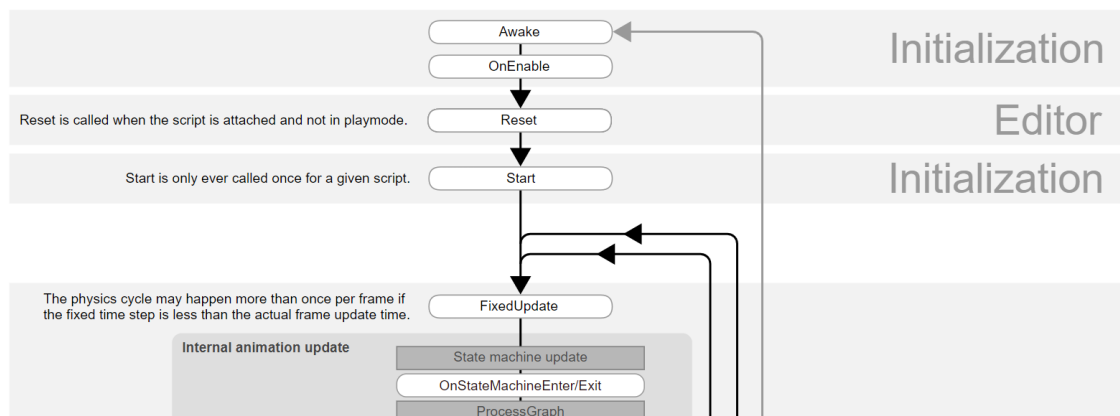 Awake
Initialization
OnEnable
Reset is called when the script is attached and not in playmode.
Reset
Editor
Start is only ever called once for a given script.
Start
Initialization
The physics cycle may happen more than once per frame if
the fixed time step is less than the actual frame update time.
FixedUpdate
Internal animation update
State machine update
OnStateMachineEnter/Exit
ProcessGraph